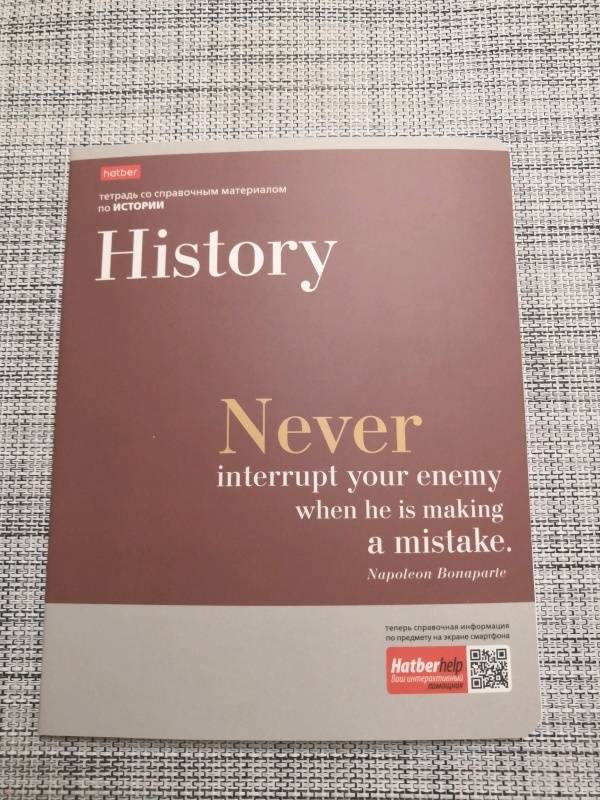 hatber
тетрадь со справочным материалом
по ИСТОРИИ
History
Never
interrupt your enemy
when he is making
a mistake.
Napoleon Bonaparte
теперь справочная информация
по предмету на экране смартфона
Hatberhelp
Ваш интерактивный
помощник